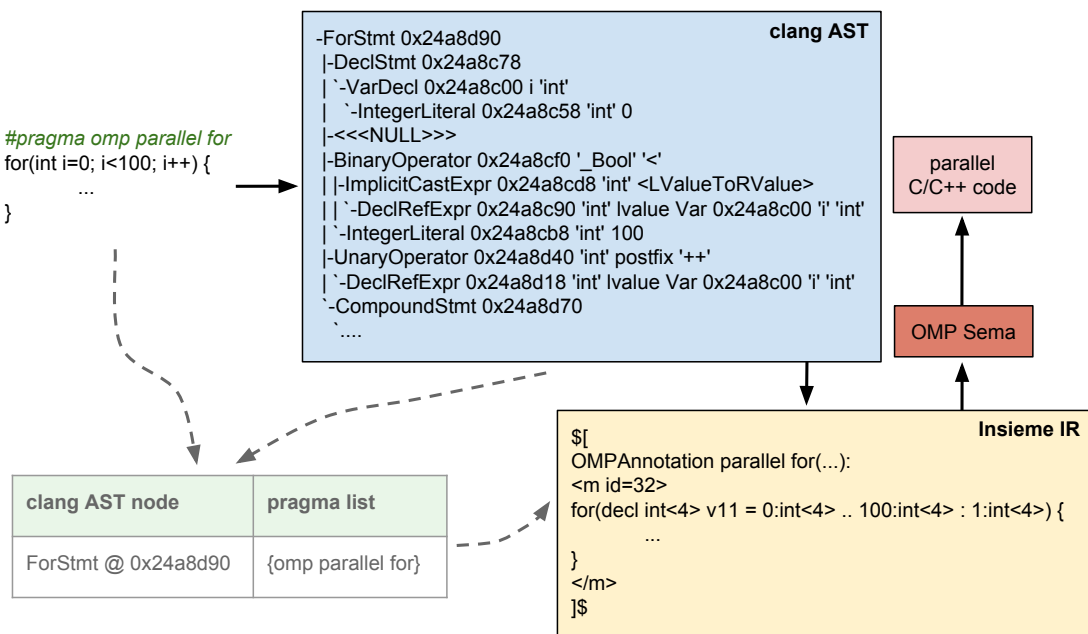 #pragma omp parallel for
for(int i=0; i<100; i++) {
...
}
clang AST
-ForStmt 0x24a8d90
|-DeclStmt 0x24a8c78
| `-VarDecl 0x24a8c00 i 'int'
|   `-IntegerLiteral 0x24a8c58 'int' 0
|-<<<NULL>>>
|-BinaryOperator 0x24a8cf0 '_Bool' '<'
| |-ImplicitCastExpr 0x24a8cd8 'int' <LValueToRValue>
| | `-DeclRefExpr 0x24a8c90 'int' lvalue Var 0x24a8c00 'i' 'int'
| `-IntegerLiteral 0x24a8cb8 'int' 100
|-UnaryOperator 0x24a8d40 'int' postfix '++'
| `-DeclRefExpr 0x24a8d18 'int' lvalue Var 0x24a8c00 'i' 'int'
`-CompoundStmt 0x24a8d70
`....
parallel
C/C++ code
OMP Sema
clang AST node
pragma list
ForStmt @ 0x24a8d90
{omp parallel for}
Insieme IR
$[
OMPAnnotation parallel for(...):
<m id=32>
for(decl int<4> v11 = 0:int<4> .. 100:int<4> : 1:int<4>) {
...
}
</m>
]$